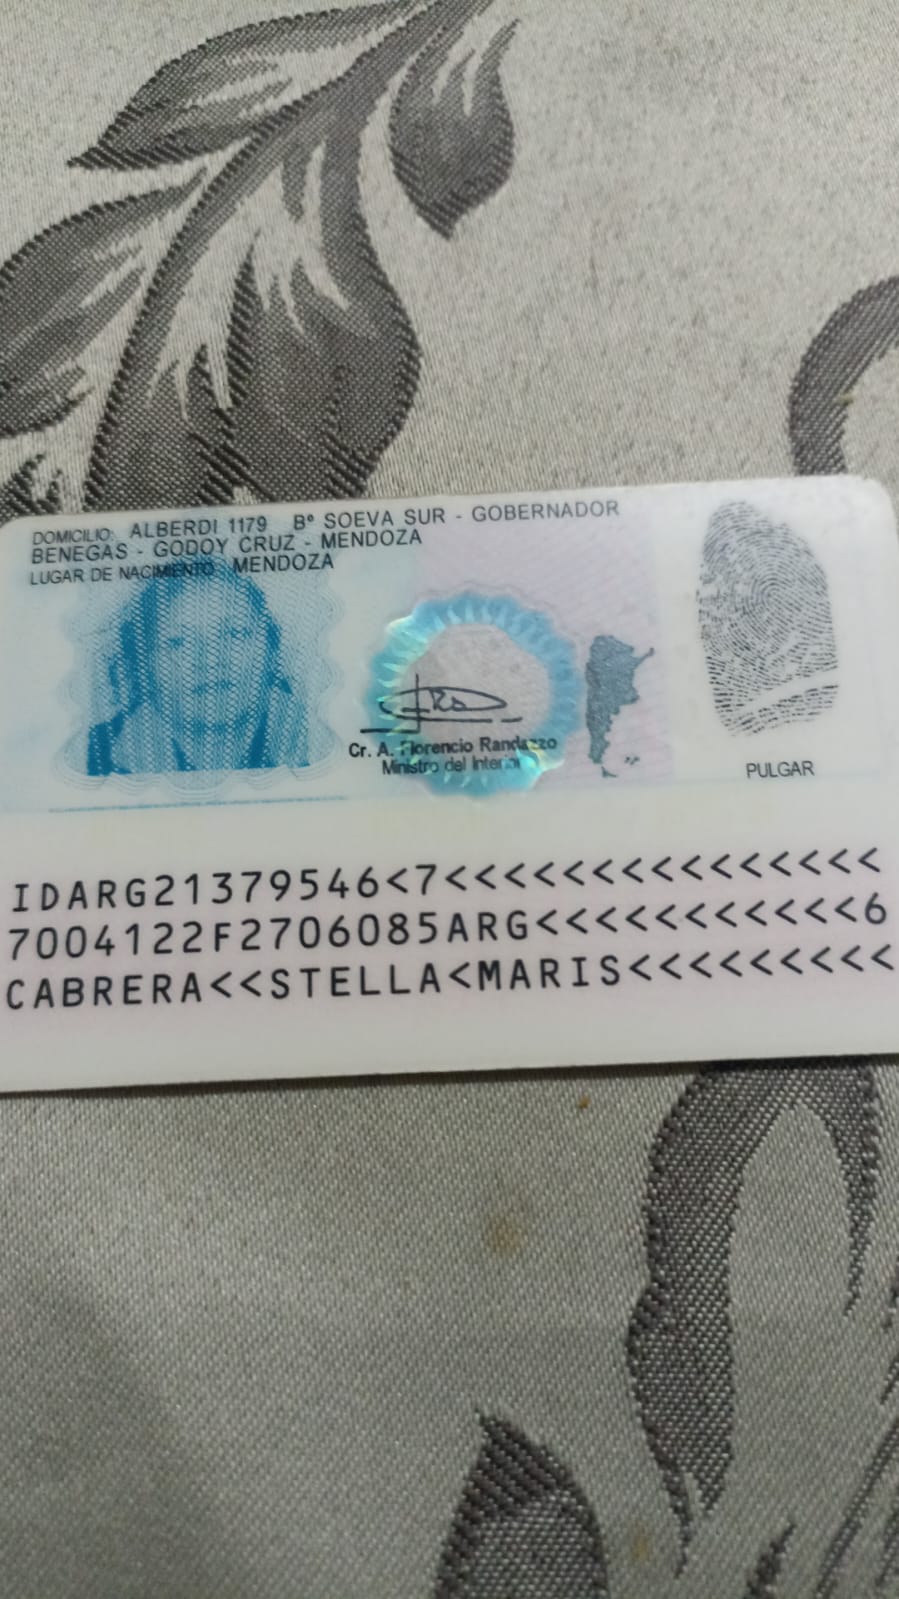 DOMICILIO: ALBERDI 1179 Bº SOEVA SUR - GOBERNADOR
BENEGAS - GODOY CRUZ - MENDOZA
LUGAR DE NACIMIENTO MENDOZA
Cr. A. Florencio Randazzo
Ministro del Interior
PULGAR
IDARG21379546<7<<<<<<<<<<<<<<<
7004122F2706085ARG<<<<<<<<<<<6
CABRERA<<STELLA<MARIS<<<<<<<<<